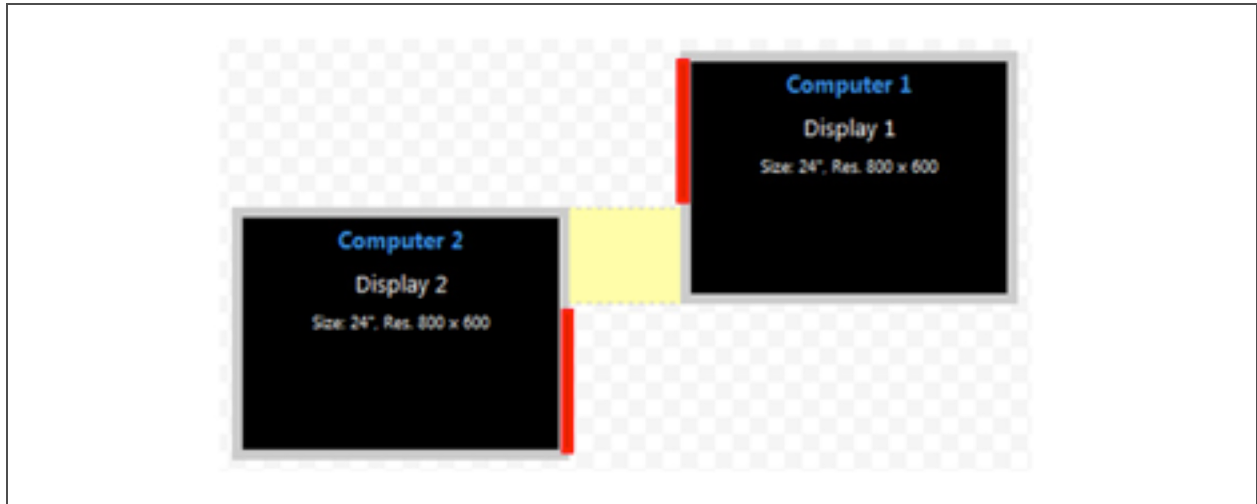 Computer 1
Display 1
Size: 24", Res. 800 x 600
Computer 2
Display 2
Size: 24", Res. 800 x 600